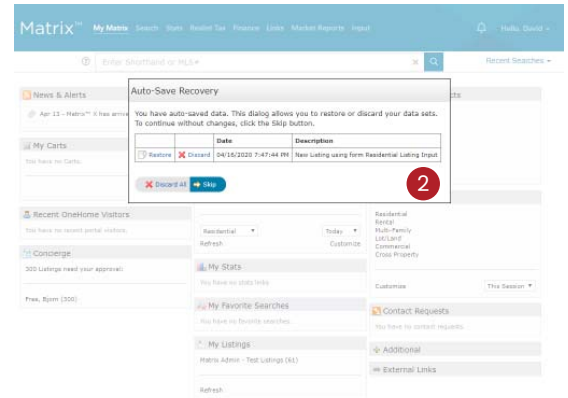 Matrix™ My Matrix Search Stats Realist Tax Finance Links Market Reports Input Hello, David
Enter Shorthand or MLS# Recent Searches
News & Alerts
Auto-Save Recovery
You have auto-saved data. This dialog allows you to restore or discard your data sets.
To continue without changes, click the Skip button.
Date Description
Restore Discard 04/16/2020 7:47:44 PM New Listing using form Residential Listing Input
Discard All Skip
2
My Carts
You have no Carts.
Recent OneHome Visitors
You have no recent portal visitors.
Concierge
300 Listings need your approval:
Free, Bjorn (300)
Residential Today
Refresh Customize
My Stats
You have no stats links
My Favorite Searches
You have no favorite searches.
My Listings
Matrix Admin - Test Listings (61)
Refresh
Residential
Rental
Multi-Family
Lot/Land
Commercial
Cross Property
Customize This Session
Contact Requests
You have no contact requests
Additional
External Links